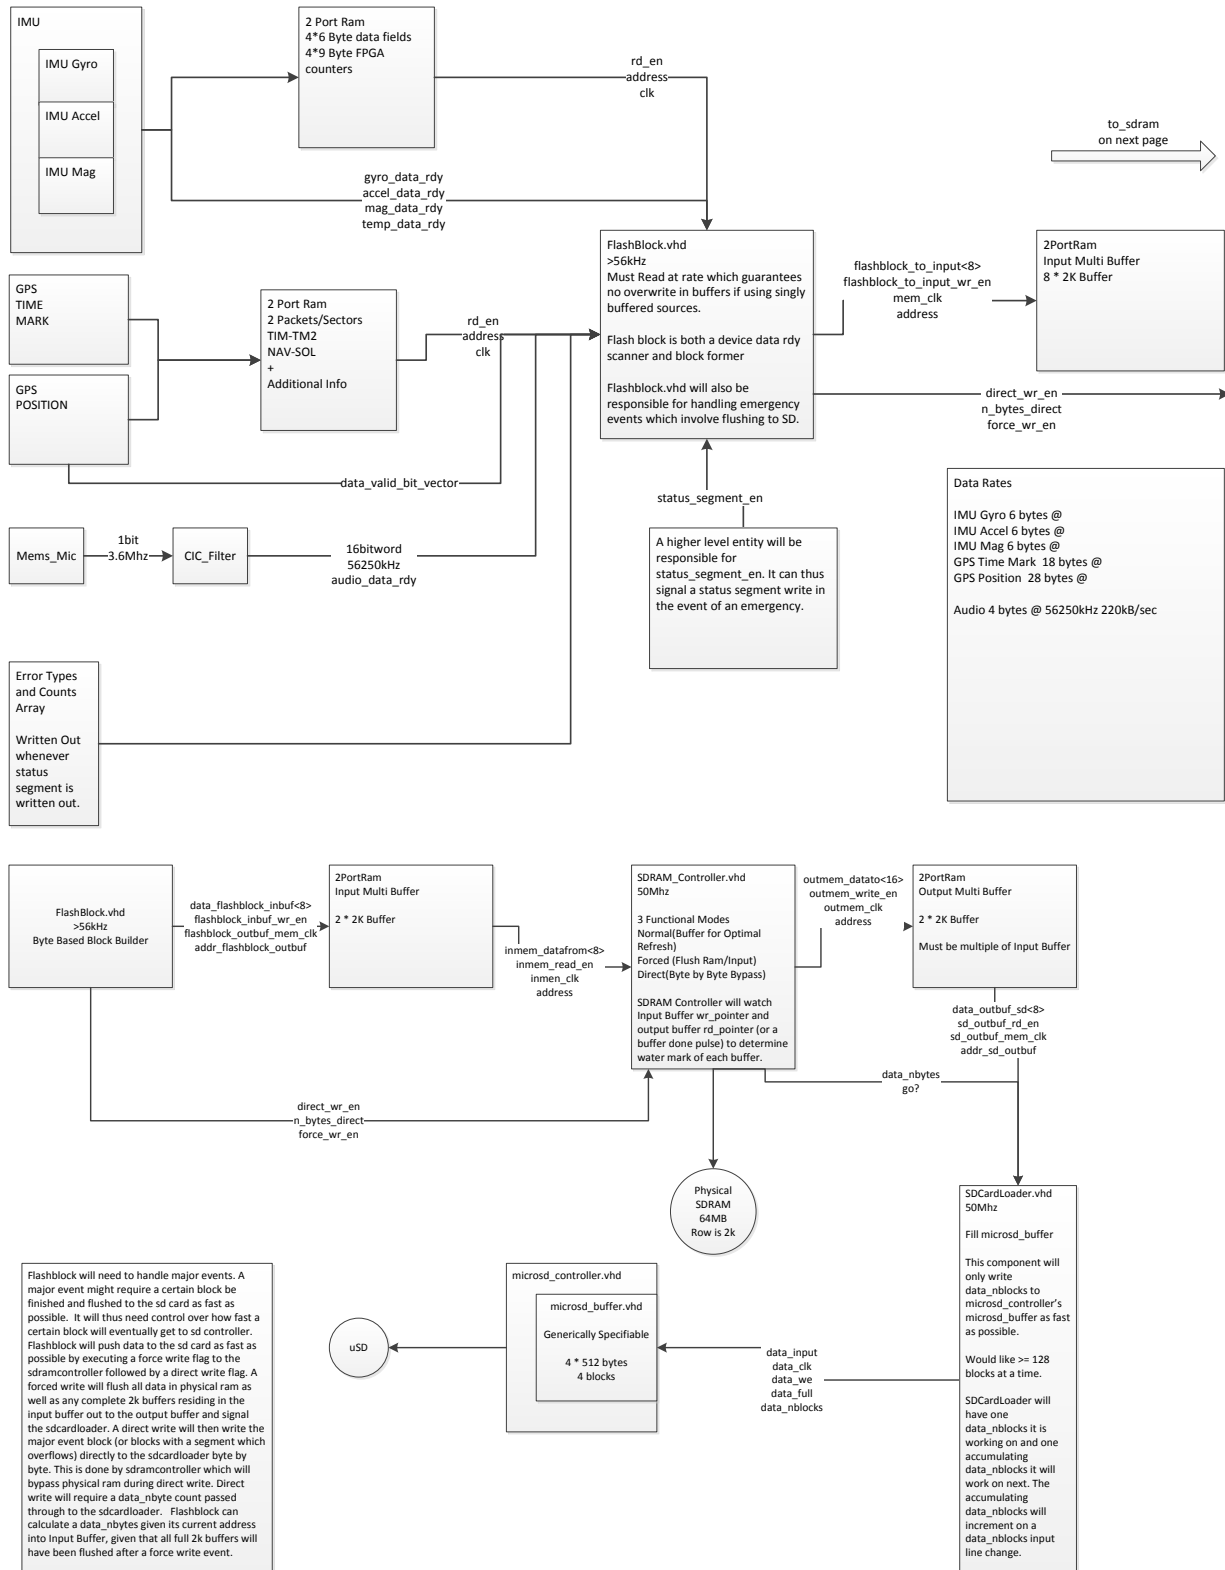 IMU
IMU Gyro
IMU Accel
IMU Mag
2 Port Ram
4*6 Byte data fields
4*9 Byte FPGA
counters
rd_en
address
clk
to_sdram
on next page
gyro_data_rdy
accel_data_rdy
mag_data_rdy
temp_data_rdy
GPS
TIME
MARK
GPS
POSITION
2 Port Ram
2 Packets/Sectors
TIM-TM2
NAV-SOL
+
Additional Info
rd_en
address
clk
data_valid_bit_vector
FlashBlock.vhd
>56kHz
Must Read at rate which guarantees
no overwrite in buffers if using singly
buffered sources.
Flash block is both a device data rdy
scanner and block former
Flashblock.vhd will also be
responsible for handling emergency
events which involve flushing to SD.
flashblock_to_input<8>
flashblock_to_input_wr_en
mem_clk
address
2PortRam
Input Multi Buffer
8 * 2K Buffer
direct_wr_en
n_bytes_direct
force_wr_en
Mems_Mic
1bit
3.6Mhz
CIC_Filter
16bitword
56250kHz
audio_data_rdy
status_segment_en
A higher level entity will be
responsible for
status_segment_en. It can thus
signal a status segment write in
the event of an emergency.
Data Rates
IMU Gyro 6 bytes @
IMU Accel 6 bytes @
IMU Mag 6 bytes @
GPS Time Mark  18 bytes @
GPS Position  28 bytes @
Audio 4 bytes @ 56250kHz 220kB/sec
Error Types
and Counts
Array
Written Out
whenever
status
segment is
written out.
FlashBlock.vhd
>56kHz
Byte Based Block Builder
data_flashblock_inbuf<8>
flashblock_inbuf_wr_en
flashblock_outbuf_mem_clk
addr_flashblock_outbuf
2PortRam
Input Multi Buffer
2 * 2K Buffer
inmem_datafrom<8>
inmem_read_en
inmen_clk
address
SDRAM_Controller.vhd
50Mhz
3 Functional Modes
Normal(Buffer for Optimal
Refresh)
Forced (Flush Ram/Input)
Direct(Byte by Byte Bypass)
SDRAM Controller will watch
Input Buffer wr_pointer and
output buffer rd_pointer (or a
buffer done pulse) to determine
water mark of each buffer.
outmem_datato<16>
outmem_write_en
outmem_clk
address
2PortRam
Output Multi Buffer
2 * 2K Buffer
Must be multiple of Input Buffer
data_outbuf_sd<8>
sd_outbuf_rd_en
sd_outbuf_mem_clk
addr_sd_outbuf
data_nbytes
go?
direct_wr_en
n_bytes_direct
force_wr_en
Physical
SDRAM
64MB
Row is 2k
SDCardLoader.vhd
50Mhz
Fill microsd_buffer
This component will
only write
data_nblocks to
microsd_controller's
microsd_buffer as fast
as possible.
Would like >= 128
blocks at a time.
SDCardLoader will
have one
data_nblocks it is
working on and one
accumulating
data_nblocks it will
work on next. The
accumulating
data_nblocks will
increment on a
data_nblocks input
line change.
data_input
data_clk
data_we
data_full
data_nblocks
microsd_controller.vhd
microsd_buffer.vhd
Generically Specifiable
4 * 512 bytes
4 blocks
uSD
Flashblock will need to handle major events. A
major event might require a certain block be
finished and flushed to the sd card as fast as
possible.  It will thus need control over how fast a
certain block will eventually get to sd controller.
Flashblock will push data to the sd card as fast as
possible by executing a force write flag to the
sdramcontroller followed by a direct write flag. A
forced write will flush all data in physical ram as
well as any complete 2k buffers residing in the
input buffer out to the output buffer and signal
the sdcardloader. A direct write will then write the
major event block (or blocks with a segment which
overflows) directly to the sdcardloader byte by
byte. This is done by sdramcontroller which will
bypass physical ram during direct write. Direct
write will require a data_nbyte count passed
through to the sdcardloader.   Flashblock can
calculate a data_nbytes given its current address
into Input Buffer, given that all full 2k buffers will
have been flushed after a force write event.